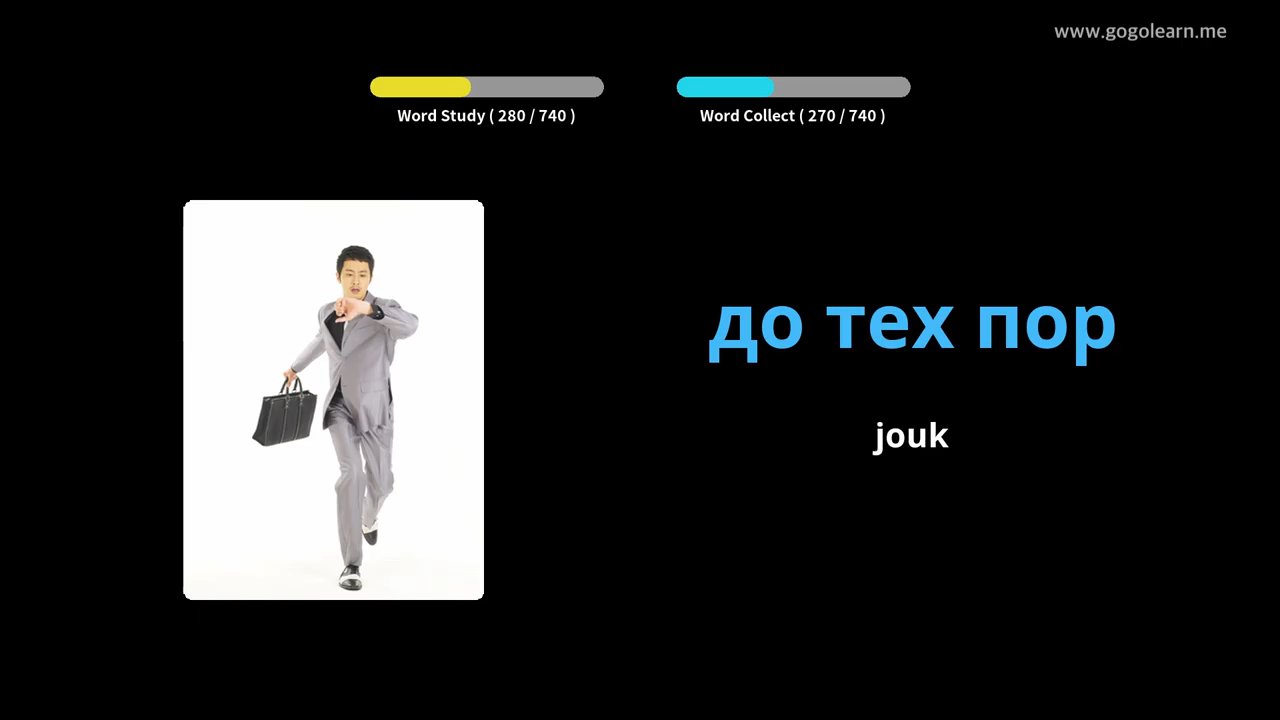 www.gogolearn.me
Word Study ( 280 / 740 )
Word Collect ( 270 / 740 )
до тех пор
jouk